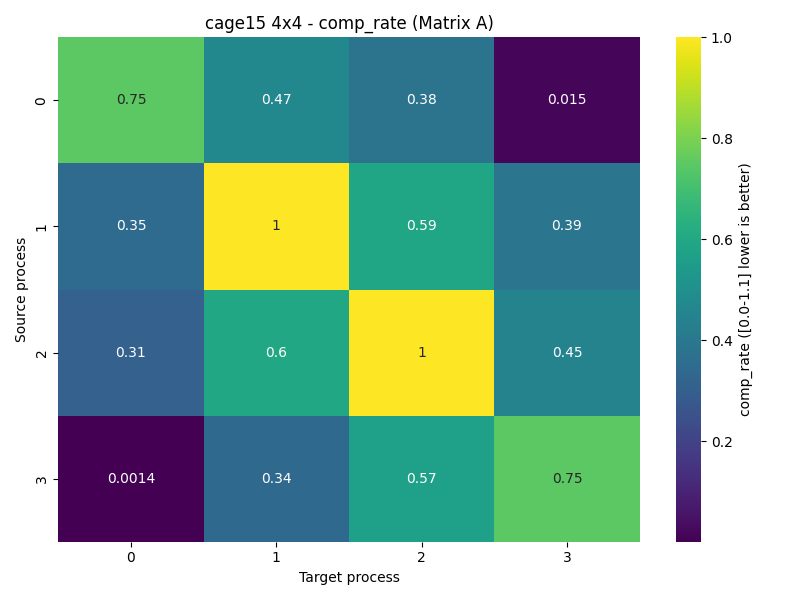 cage15 4x4 - comp_rate (Matrix A)
0.75 0.47 0.38 0.015
0.35 1 0.59 0.39
0.31 0.6 1 0.45
0.0014 0.34 0.57 0.75
0
1
2
3
Source process
0 1 2 3
Target process
1.0
0.8
0.6
0.4
0.2
comp_rate ([0.0-1.1] lower is better)